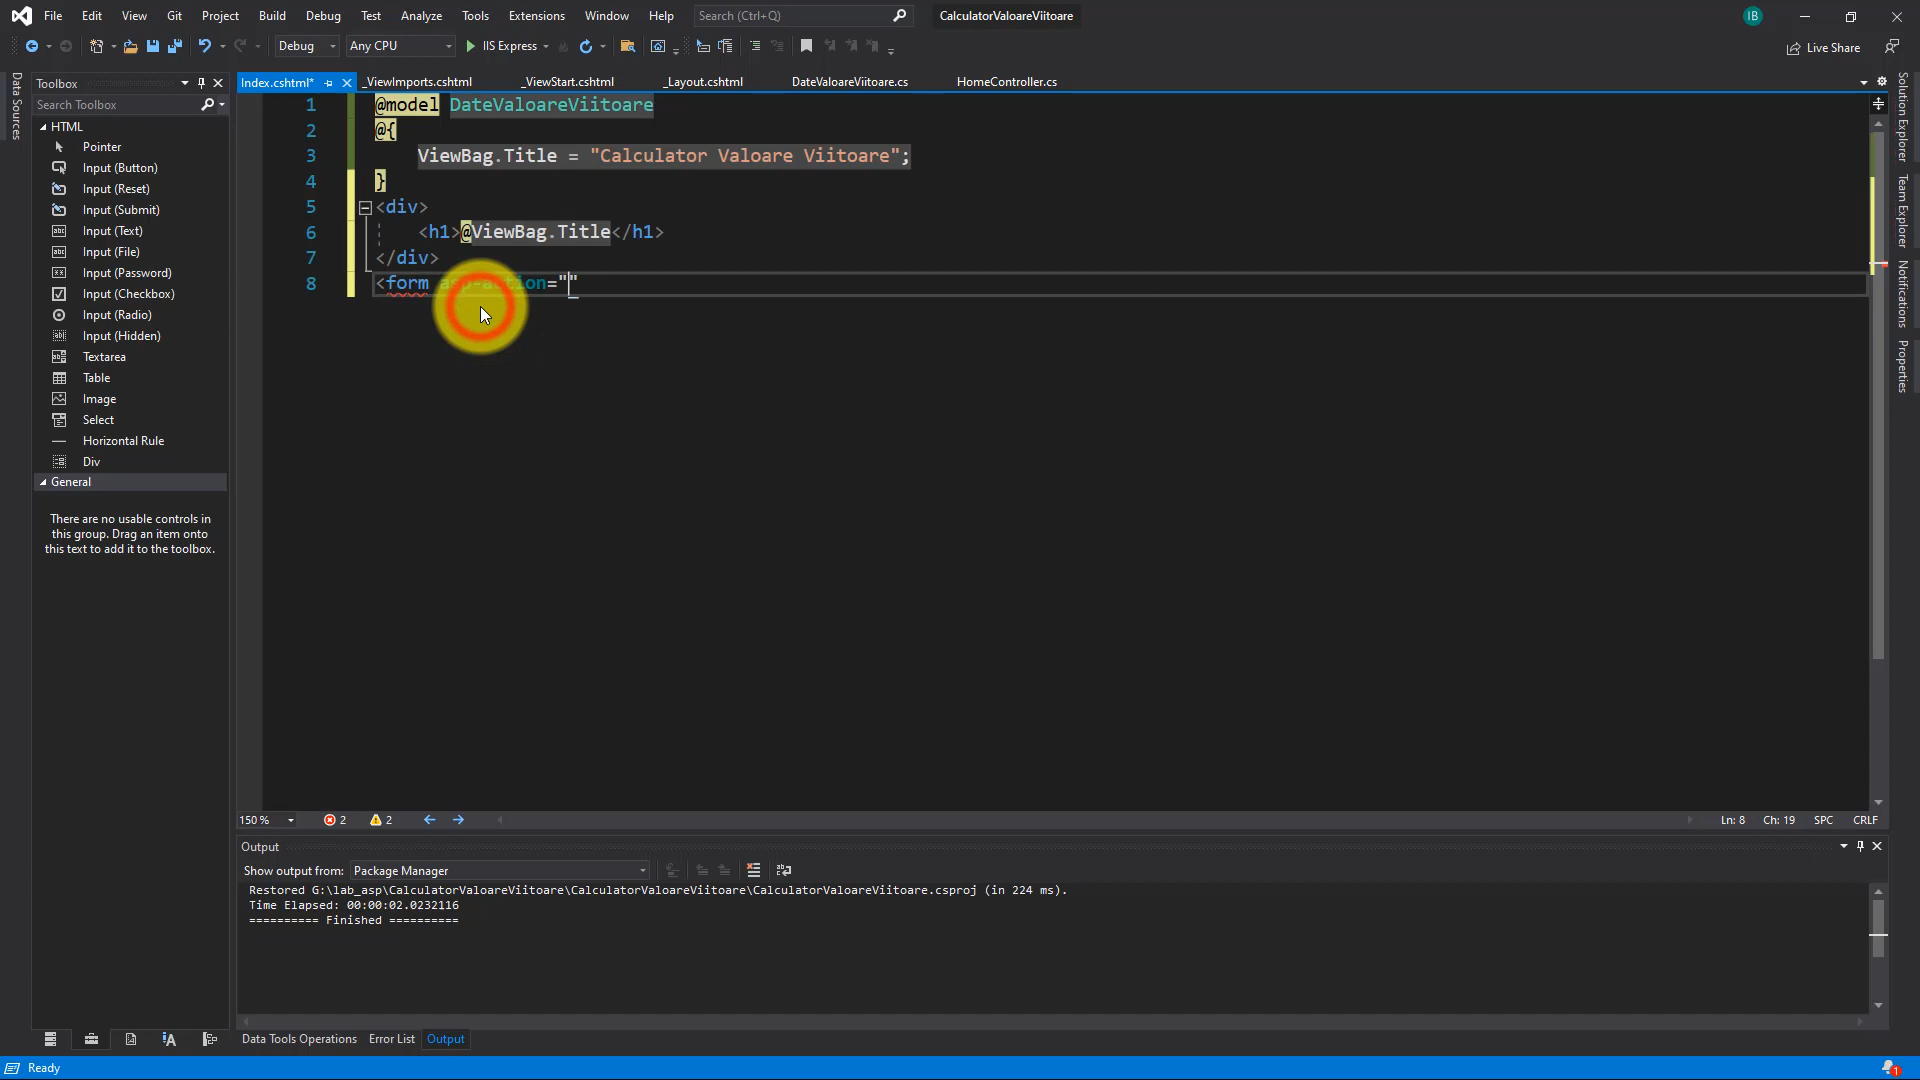 File Edit View Git Project Build Debug Test Analyze Tools Extensions Window Help Search (Ctrl+Q) CalculatorValoareViitoare IB
Debug Any CPU IIS Express Live Share
Data Sources
Toolbox
Search Toolbox
HTML
Pointer
Input (Button)
Input (Reset)
Input (Submit)
Input (Text)
Input (File)
Input (Password)
Input (Checkbox)
Input (Radio)
Input (Hidden)
Textarea
Table
Image
Select
Horizontal Rule
Div
General
There are no usable controls in
this group. Drag an item onto
this text to add it to the toolbox.
Index.cshtml* _ViewImports.cshtml _ViewStart.cshtml _Layout.cshtml DateValoareViitoare.cs HomeController.cs
1 @model DateValoareViitoare
2 @{
3 ViewBag.Title = "Calculator Valoare Viitoare";
4 }
5 <div>
6 <h1>@ViewBag.Title</h1>
7 </div>
8 <form asp-action=""
150 % 2 2 Ln: 8 Ch: 19 SPC CRLF
Output
Show output from: Package Manager
Restored G:\lab_asp\CalculatorValoareViitoare\CalculatorValoareViitoare\CalculatorValoareViitoare.csproj (in 224 ms).
Time Elapsed: 00:00:02.0232116
========== Finished ==========
Data Tools Operations Error List Output
Solution Explorer
Team Explorer
Notifications
Properties
Ready 1